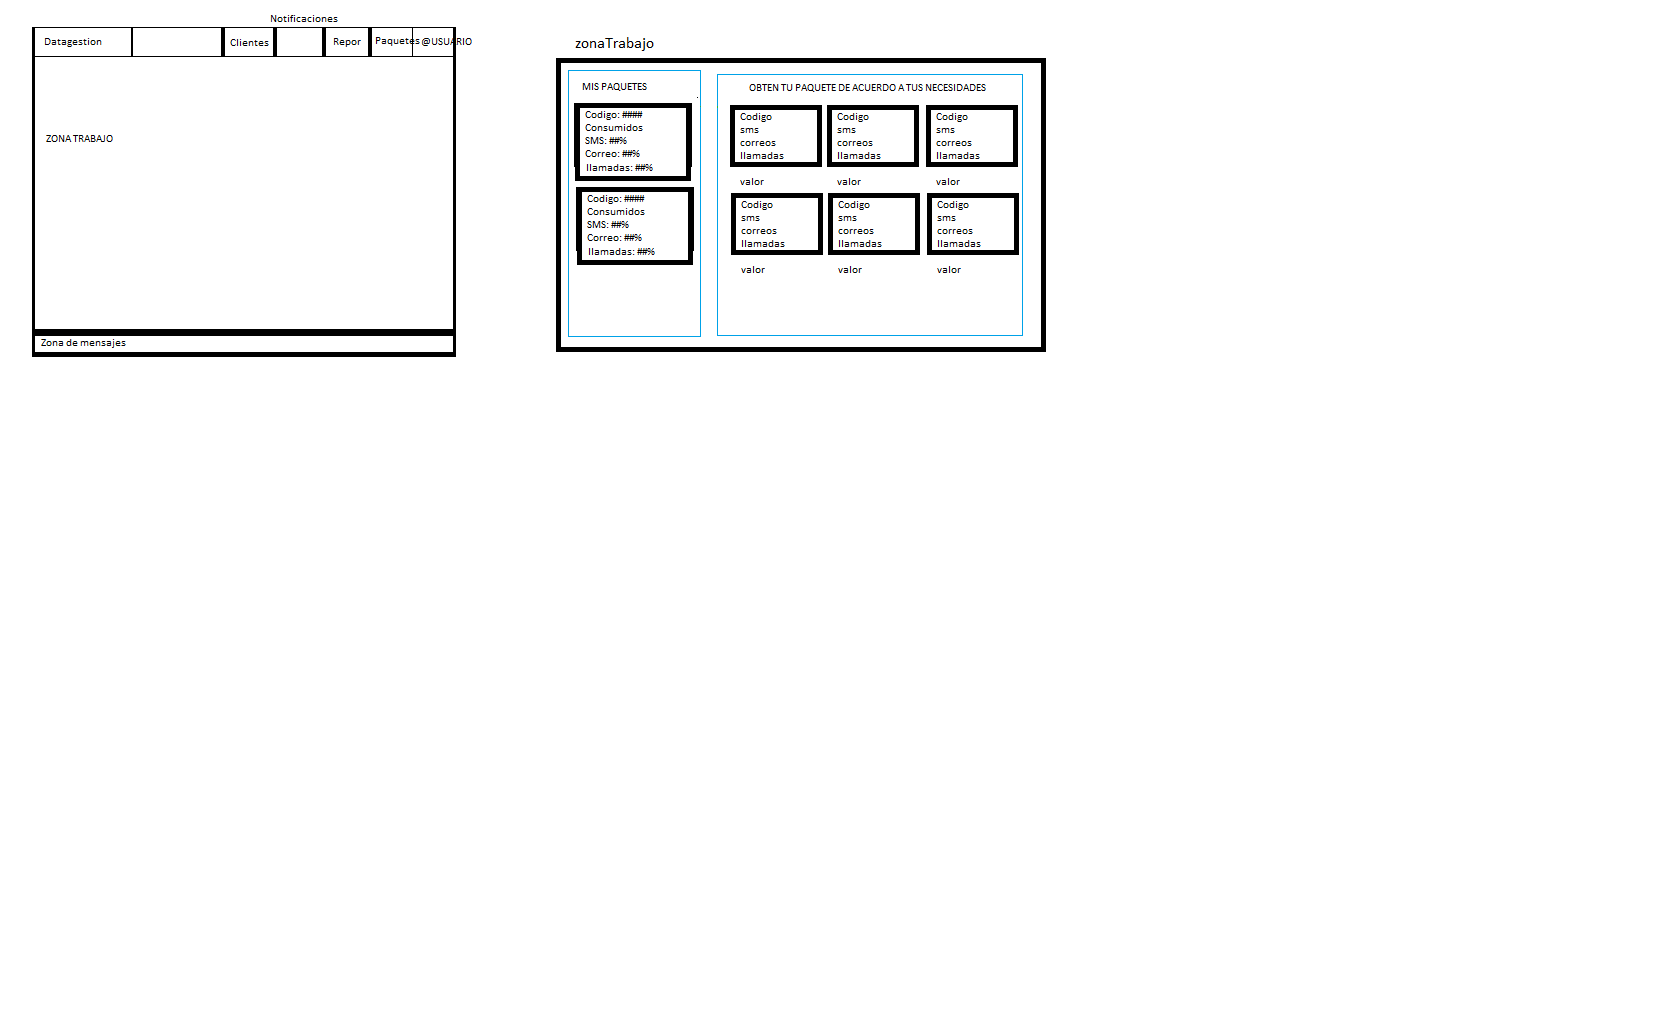 Notificaciones
Datagestion
Clientes
Repor
Paquetes
@USUARIO
ZONA TRABAJO
Zona de mensajes
zonaTrabajo
MIS PAQUETES
Codigo: ####
Consumidos
SMS: ##%
Correo: ##%
llamadas: ##%
Codigo: ####
Consumidos
SMS: ##%
Correo: ##%
llamadas: ##%
OBTEN TU PAQUETE DE ACUERDO A TUS NECESIDADES
Codigo
sms
correos
llamadas
valor
Codigo
sms
correos
llamadas
valor
Codigo
sms
correos
llamadas
valor
Codigo
sms
correos
llamadas
valor
Codigo
sms
correos
llamadas
valor
Codigo
sms
correos
llamadas
valor